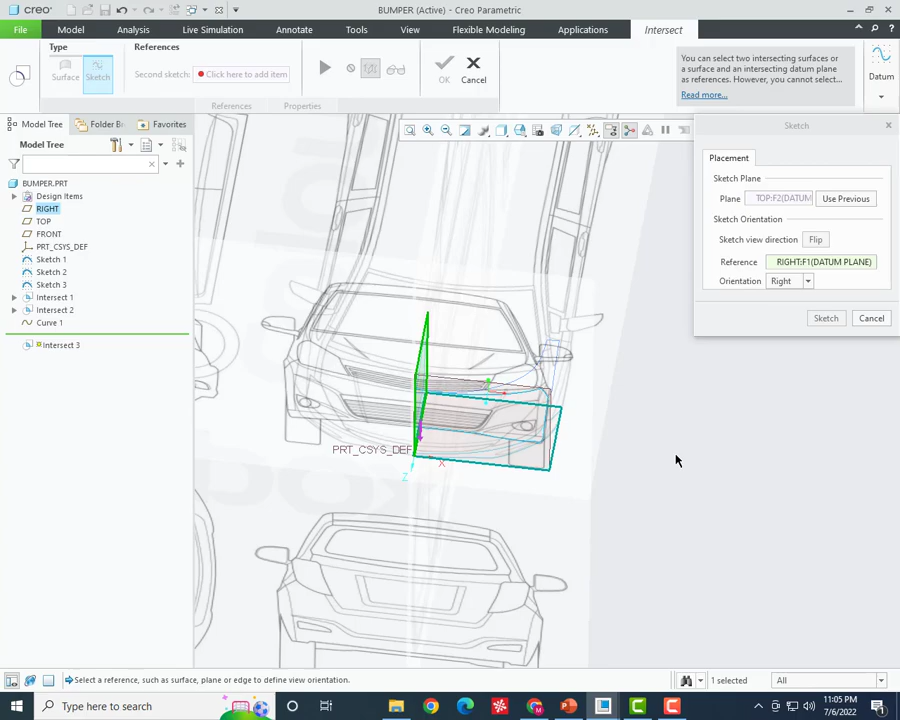 creo
BUMPER (Active) - Creo Parametric
File Model Analysis Live Simulation Annotate Tools View Flexible Modeling Applications Intersect
Type
References
Surface Sketch
Second sketch: Click here to add item
OK Cancel
References Properties
You can select two intersecting surfaces or
a surface and an intersecting datum plane
as references. However, you cannot select...
Read more...
Datum
Model Tree Folder B Favorites
Model Tree
BUMPER.PRT
Design Items
RIGHT
TOP
FRONT
PRT_CSYS_DEF
Sketch 1
Sketch 2
Sketch 3
Intersect 1
Intersect 2
Curve 1
Intersect 3
Sketch
Placement
Sketch Plane
Plane TOP:F2(DATUM Use Previous
Sketch Orientation
Sketch view direction Flip
Reference RIGHT:F1(DATUM PLANE)
Orientation Right
Sketch Cancel
PRT_CSYS_DEF
X
Z
Select a reference, such as surface, plane or edge to define view orientation.
1 selected
All
Type here to search
11:05 PM
7/6/2022